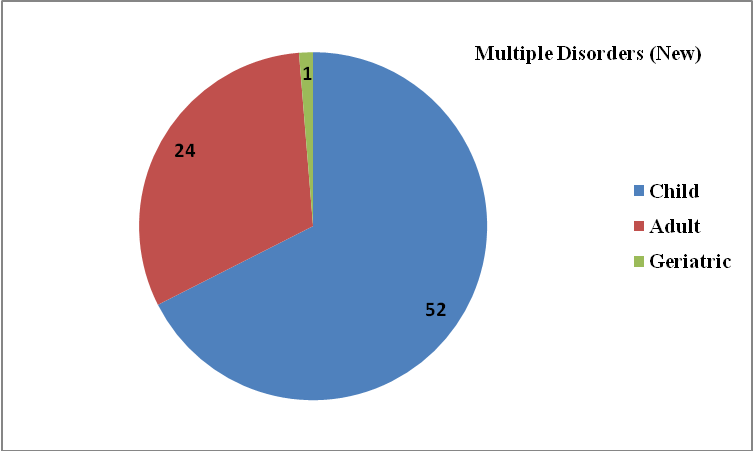 Multiple Disorders (New)
1
24
52
Child
Adult
Geriatric